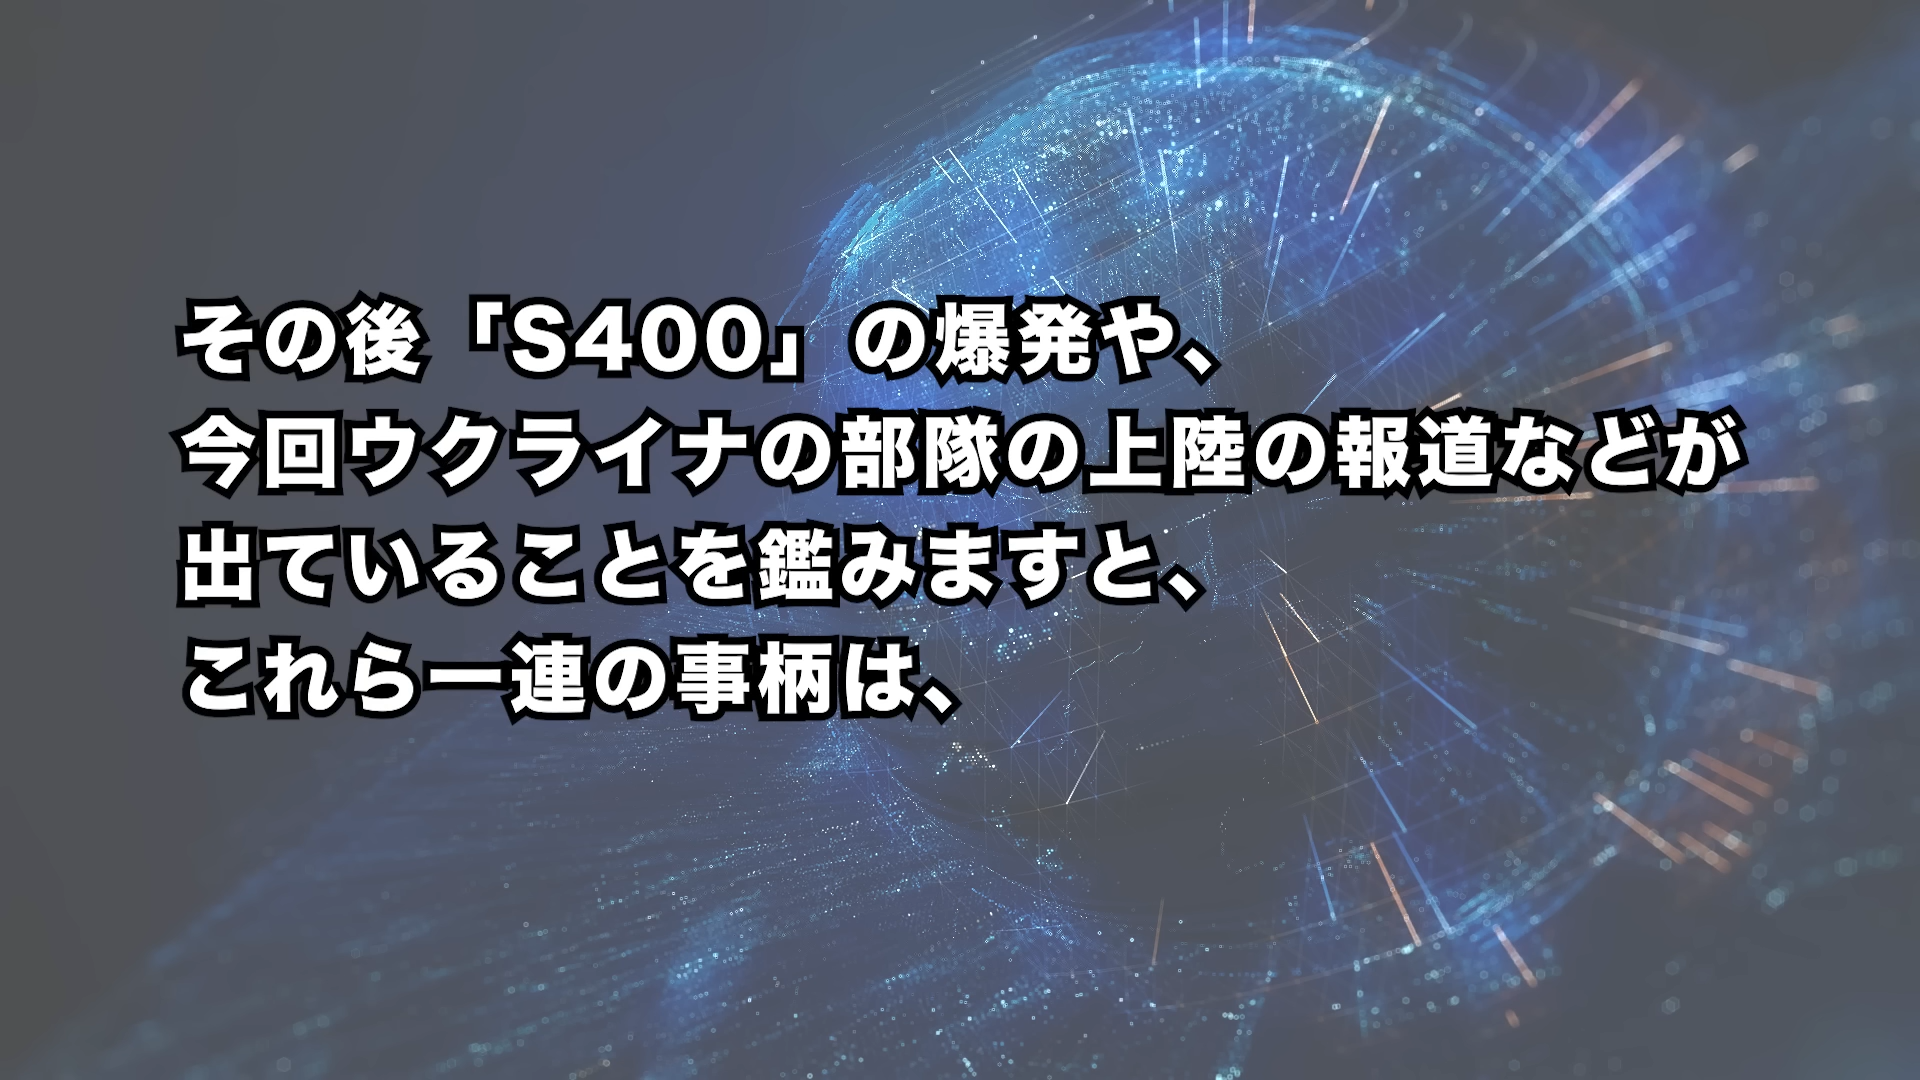 その後「S400」の爆発や、
今回ウクライナの部隊の上陸の報道などが
出ていることを鑑みますと、
これら一連の事柄は、